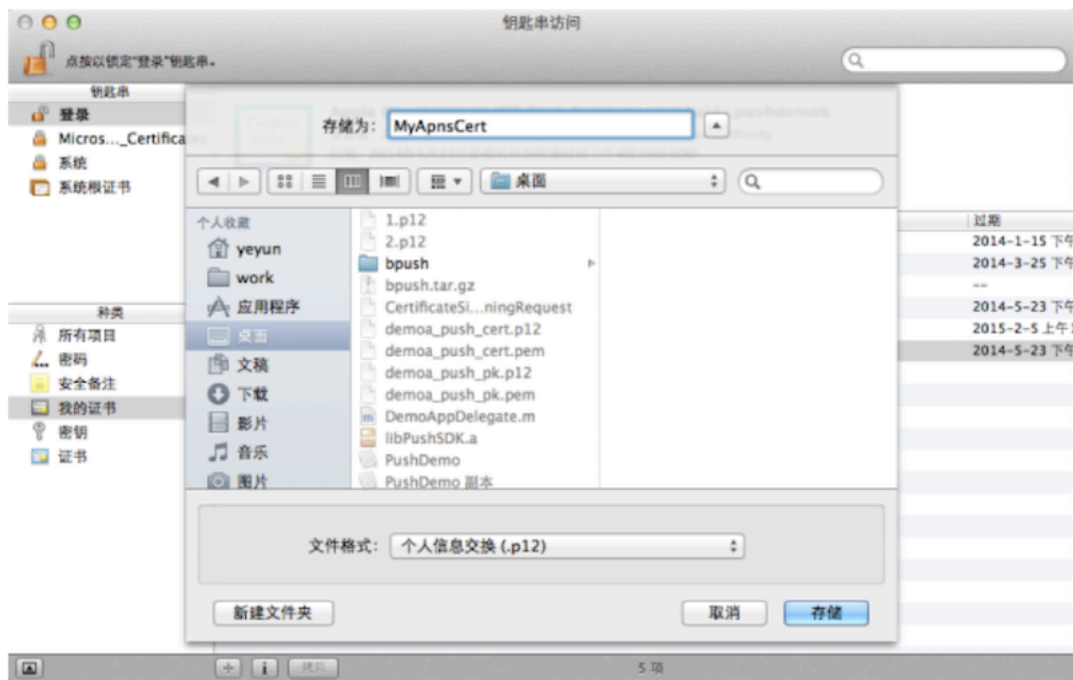 钥匙串访问
点按以锁定“登录”钥匙串。
钥匙串
登录
Micros..._Certificates
系统
系统根证书
种类
所有项目
密码
安全备注
我的证书
密钥
证书
存储为： MyApnsCert
桌面
个人收藏
yeyun
work
应用程序
桌面
文稿
下载
影片
音乐
图片
1.p12
2.p12
bpush
bpush.tar.gz
CertificateSi...ningRequest
demoa_push_cert.p12
demoa_push_cert.pem
demoa_push_pk.p12
demoa_push_pk.pem
DemoAppDelegate.m
libPushSDK.a
PushDemo
PushDemo 副本
文件格式： 个人信息交换 (.p12)
新建文件夹 取消 存储
过期
2014-1-15 下午
2014-3-25 下午
--
2014-5-23 下午
2015-2-5 上午
2014-5-23 下午
拷贝
5 项